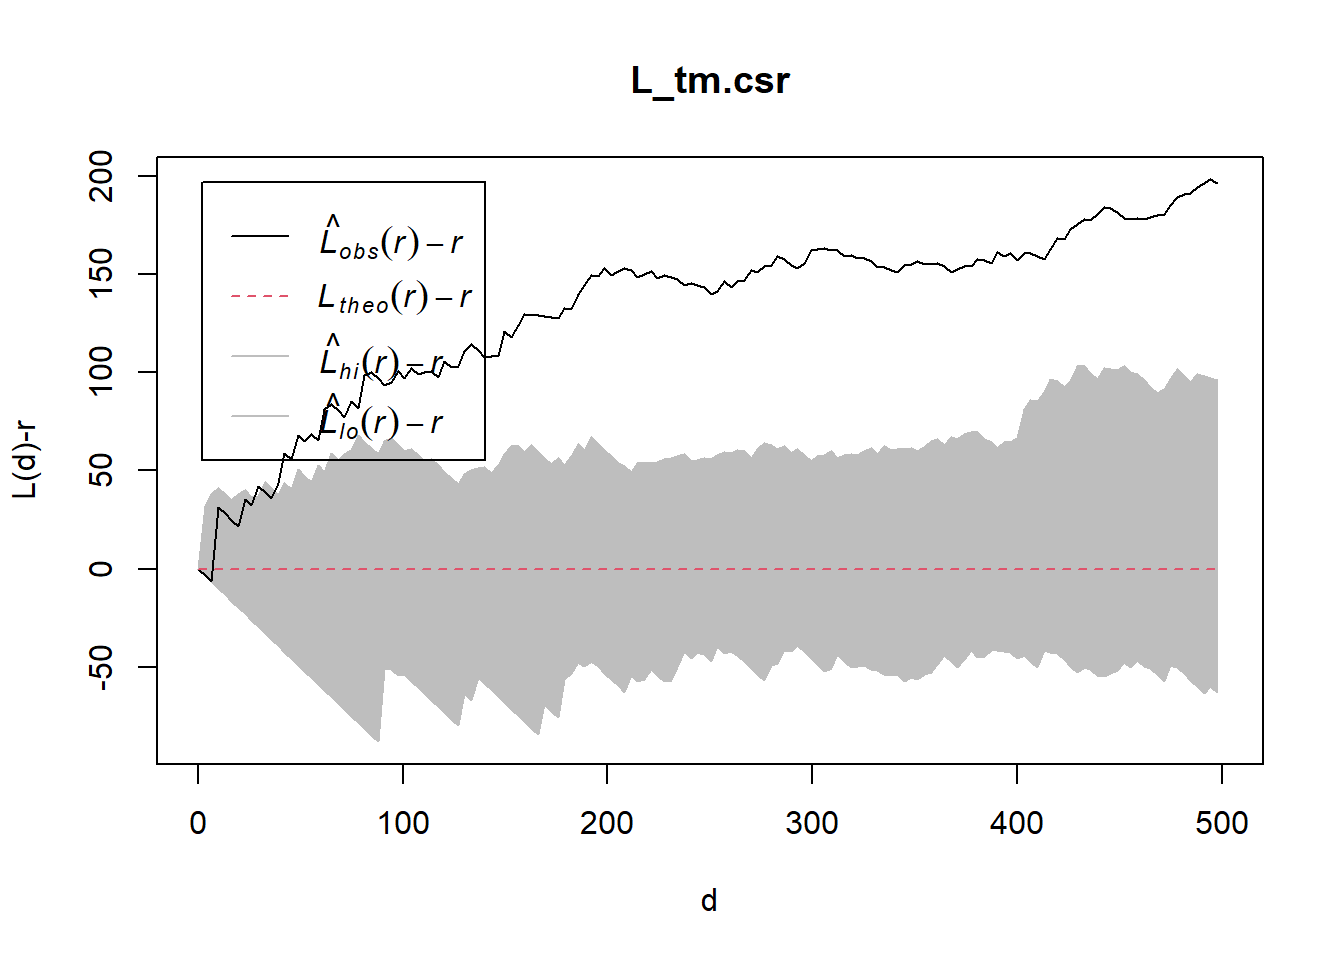 L_tm.csr
L̂obs(r) − r
Ltheo(r) − r
L̂hi(r) − r
L̂lo(r) − r
L(d)-r
200
150
100
50
0
-50
0 100 200 300 400 500
d